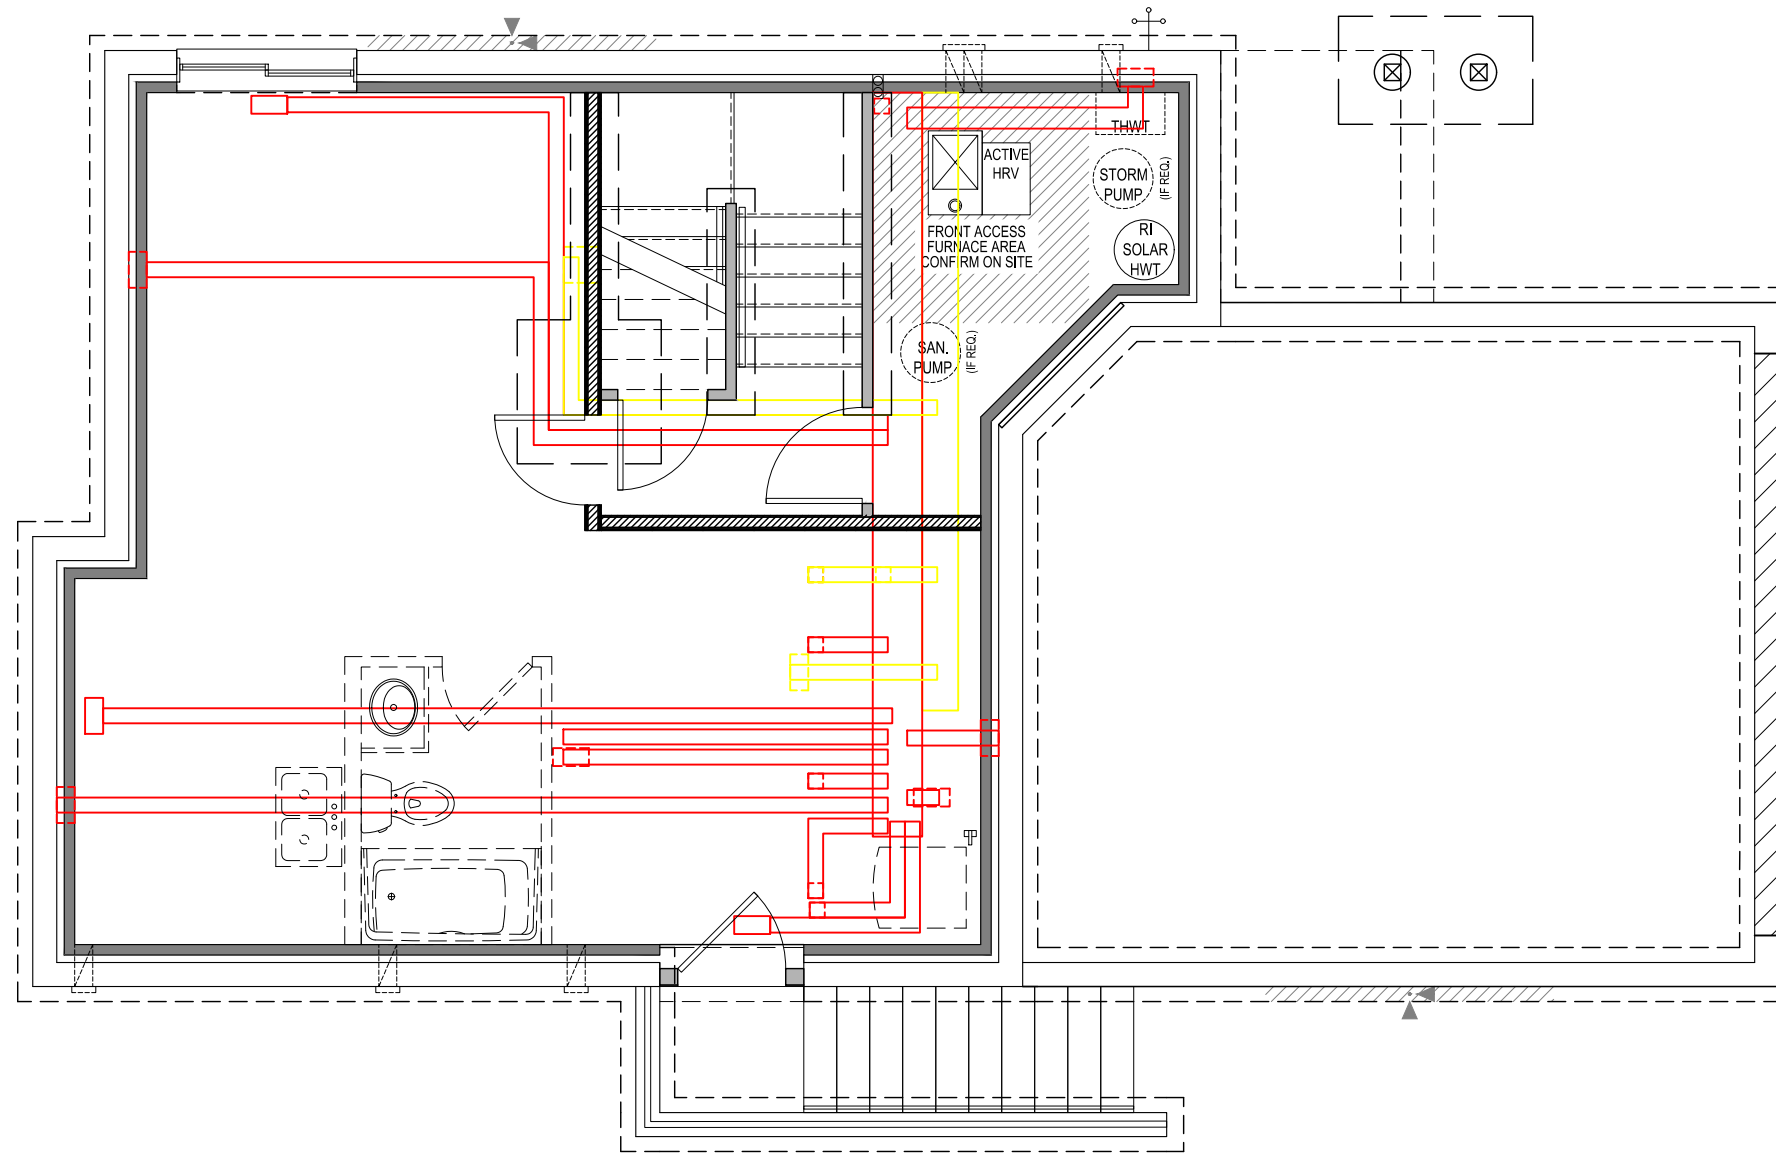 THWT
ACTIVE
HRV
STORM
PUMP
(IF REQ.)
FRONT ACCESS
FURNACE AREA
CONFIRM ON SITE
RI
SOLAR
HWT
SAN.
PUMP
(IF REQ.)